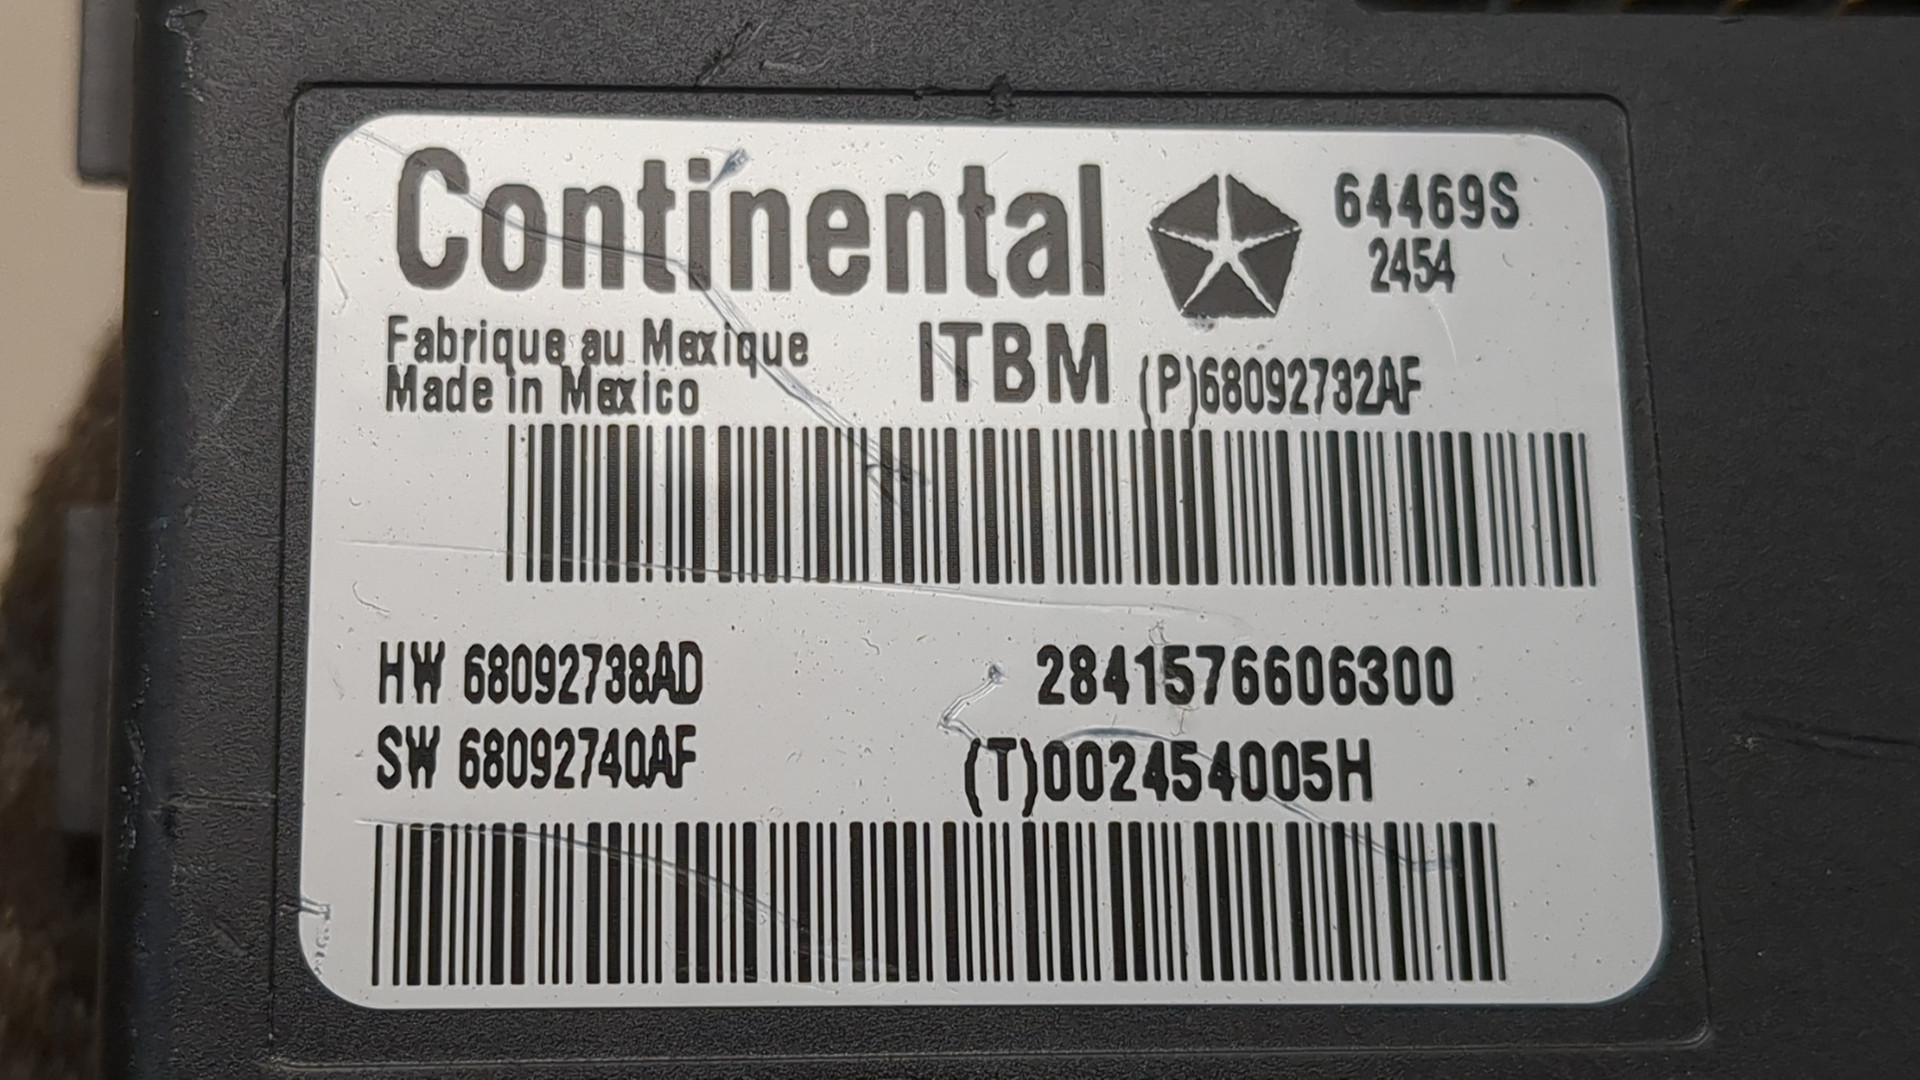 Continental
64469S
2454
Fabrique au Mexique
Made in Mexico
ITBM
(P)68092732AF
HW 68092738AD
2841576606300
SW 68092740AF
(T)002454005H